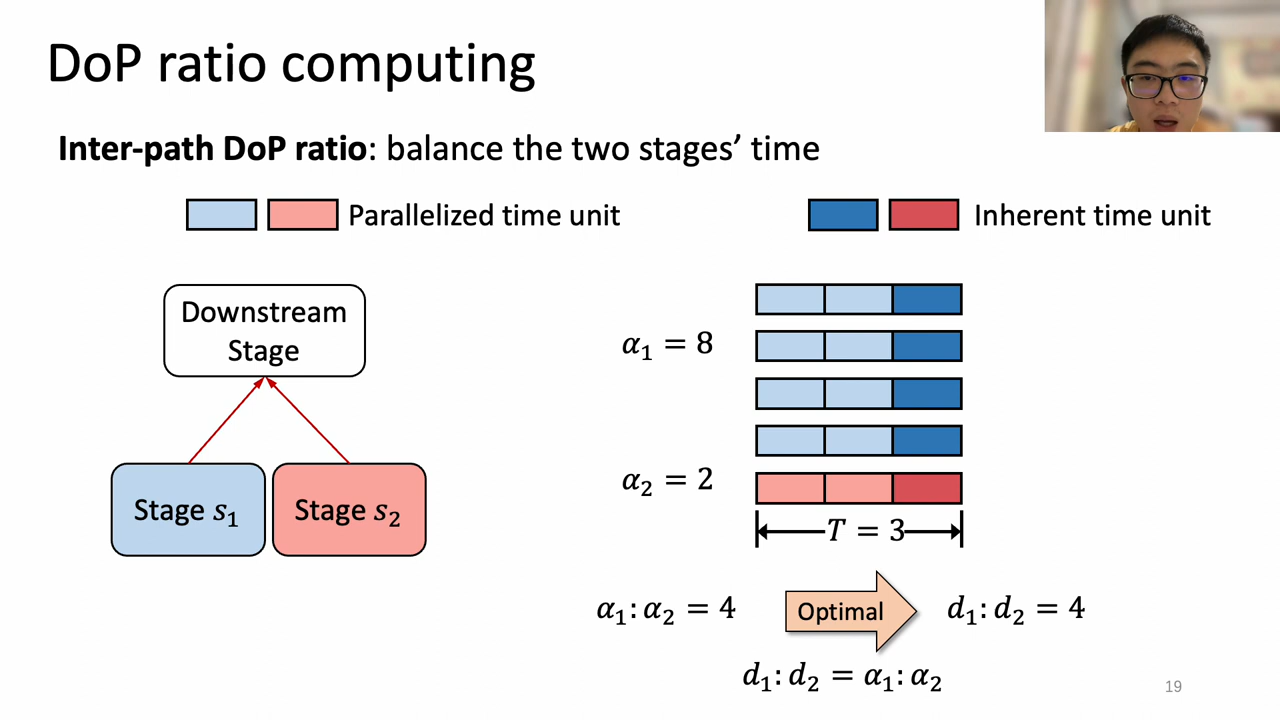 DoP ratio computing
Inter-path DoP ratio: balance the two stages’ time
Parallelized time unit
Inherent time unit
Downstream
Stage
α₁ = 8
α₂ = 2
Stage s₁
Stage s₂
T = 3
α₁: α₂ = 4
Optimal
d₁: d₂ = 4
d₁: d₂ = α₁: α₂
19